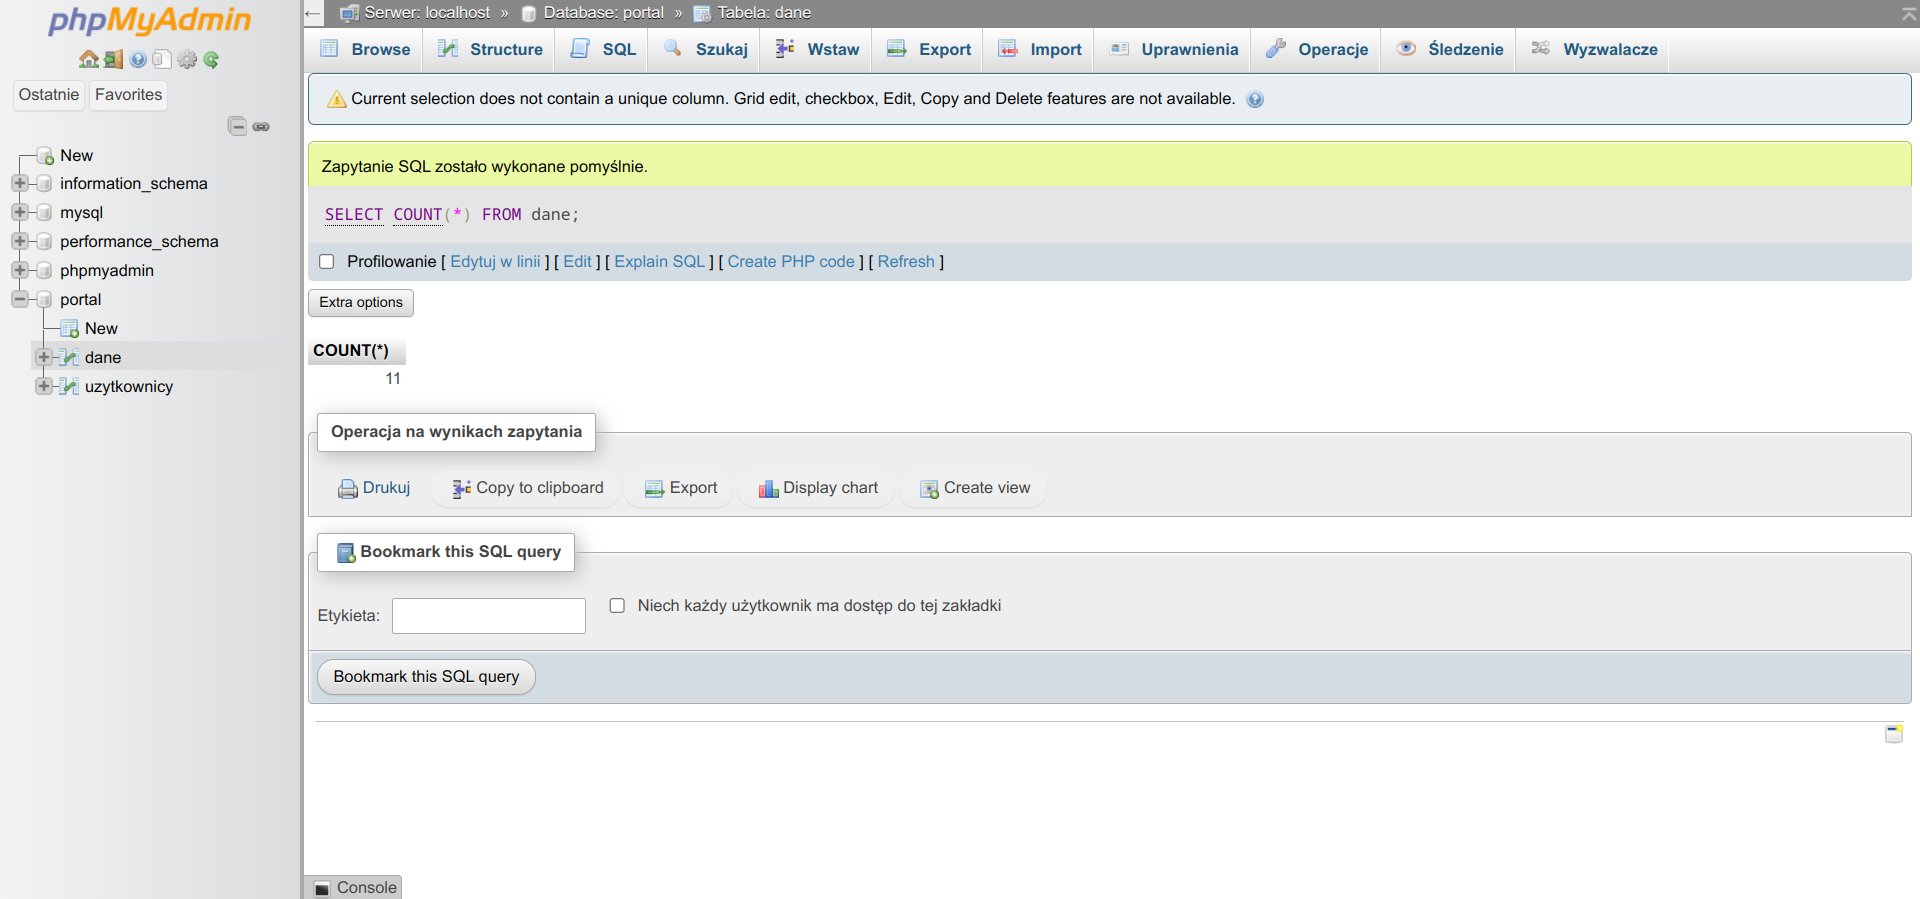 phpMyAdmin
Ostatnie Favorites
New
information_schema
mysql
performance_schema
phpmyadmin
portal
New
dane
uzytkownicy
← Serwer: localhost » Database: portal » Tabela: dane
Browse Structure SQL Szukaj Wstaw Export Import Uprawnienia Operacje Śledzenie Wyzwalacze
Current selection does not contain a unique column. Grid edit, checkbox, Edit, Copy and Delete features are not available.
Zapytanie SQL zostało wykonane pomyślnie.
SELECT COUNT(*) FROM dane;
Profilowanie [ Edytuj w linii ] [ Edit ] [ Explain SQL ] [ Create PHP code ] [ Refresh ]
Extra options
COUNT(*)
11
Operacja na wynikach zapytania
Drukuj Copy to clipboard Export Display chart Create view
Bookmark this SQL query
Etykieta: Niech każdy użytkownik ma dostęp do tej zakładki
Bookmark this SQL query
Console